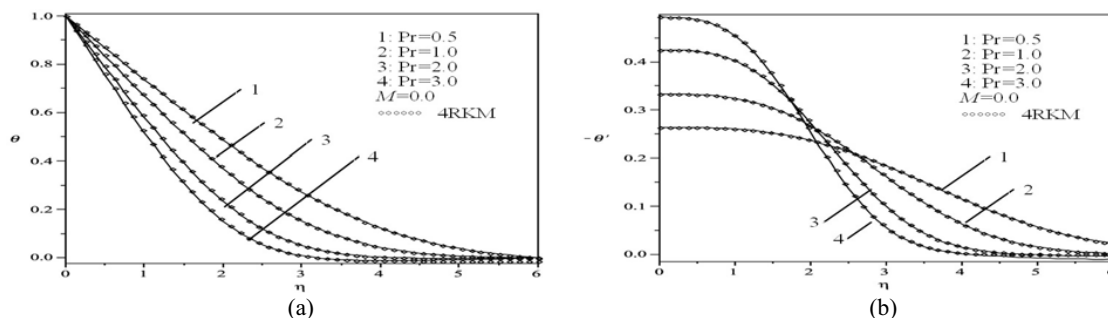 1.0
0.8
0.6
0.4
0.2
0.0
θ
0 1 2 3 4 5 6
η
1: Pr=0.5
2: Pr=1.0
3: Pr=2.0
4: Pr=3.0
M=0.0
4RKM
1
2
3
4
(a)
0.4
0.3
0.2
0.1
0.0
-θ'
0 1 2 3 4 5 6
η
1: Pr=0.5
2: Pr=1.0
3: Pr=2.0
4: Pr=3.0
M=0.0
4RKM
1
2
3
4
(b)